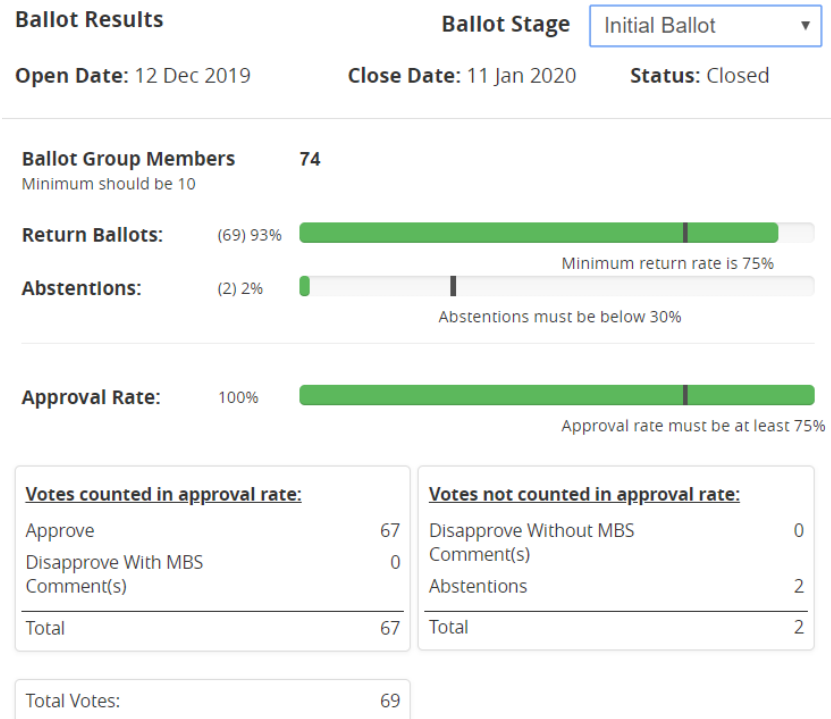 Ballot Results
Ballot Stage Initial Ballot
Open Date: 12 Dec 2019 Close Date: 11 Jan 2020 Status: Closed
Ballot Group Members 74
Minimum should be 10
Return Ballots: (69) 93%
Minimum return rate is 75%
Abstentions: (2) 2%
Abstentions must be below 30%
Approval Rate: 100%
Approval rate must be at least 75%
Votes counted in approval rate:
Approve 67
Disapprove With MBS 0
Comment(s)
Total 67
Votes not counted in approval rate:
Disapprove Without MBS 0
Comment(s)
Abstentions 2
Total 2
Total Votes: 69